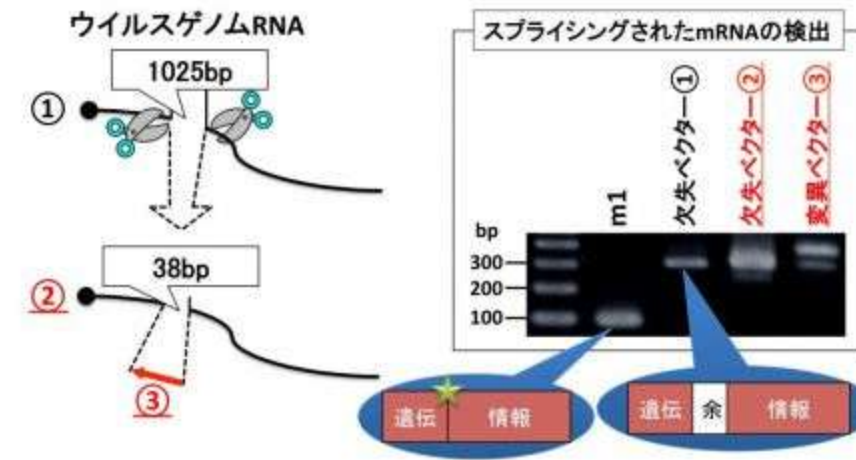 ウイルスゲノムRNA
1025bp
①
38bp
②
③
スプライシングされたmRNAの検出
m1
欠失ベクター①
欠失ベクター②
変異ベクター③
bp
300
200
100
遺伝 情報
遺伝 余 情報